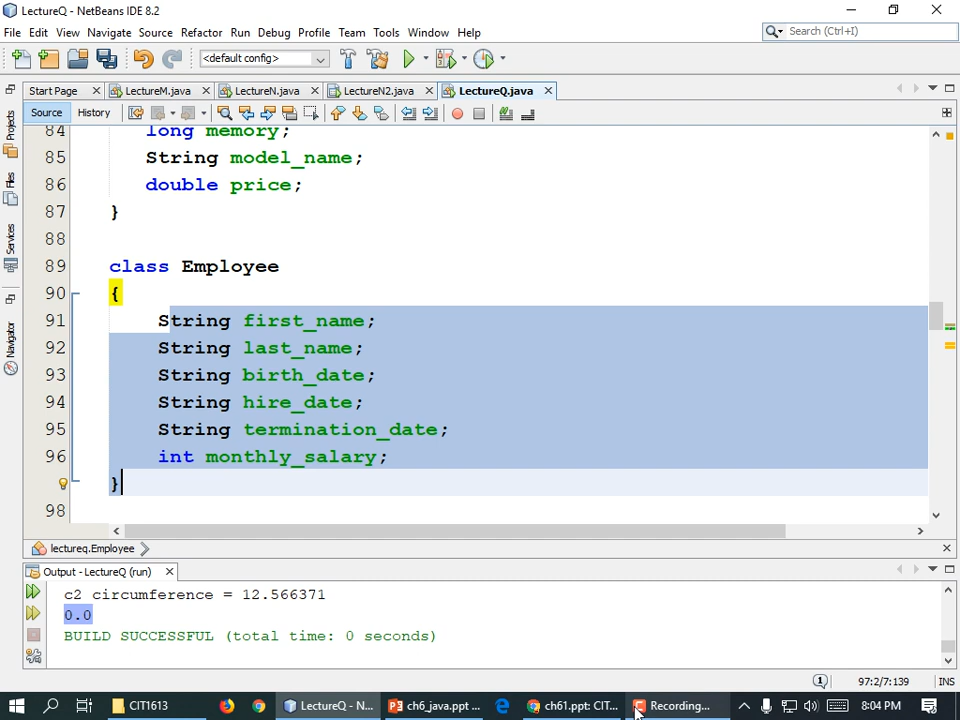 LectureQ - NetBeans IDE 8.2
File Edit View Navigate Source Refactor Run Debug Profile Team Tools Window Help
Search (Ctrl+I)
<default config>
Start Page LectureM.java LectureN.java LectureN2.java LectureQ.java
Source History
Projects
Files
Services
Navigator
84 long memory;
85 String model_name;
86 double price;
87 }
88
89 class Employee
90 {
91 String first_name;
92 String last_name;
93 String birth_date;
94 String hire_date;
95 String termination_date;
96 int monthly_salary;
}
98
lectureq.Employee
Output - LectureQ (run)
c2 circumference = 12.566371
0.0
BUILD SUCCESSFUL (total time: 0 seconds)
97:2/7:139 INS
CIT1613 LectureQ - N... ch6_java.ppt ... ch61.ppt: CIT... Recording... 8:04 PM